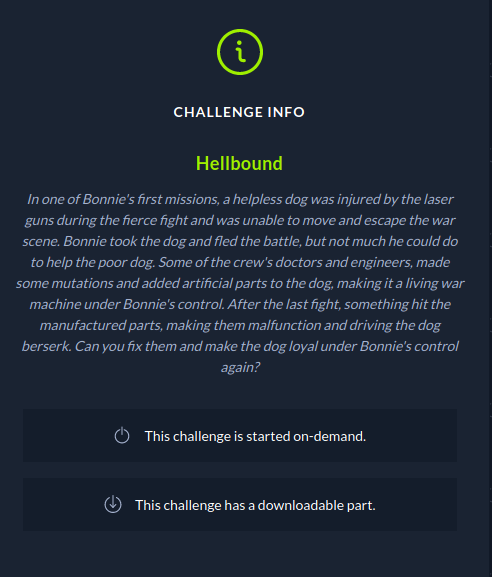 CHALLENGE INFO
Hellbound
In one of Bonnie's first missions, a helpless dog was injured by the laser
guns during the fierce fight and was unable to move and escape the war
scene. Bonnie took the dog and fled the battle, but not much he could do
to help the poor dog. Some of the crew's doctors and engineers, made
some mutations and added artificial parts to the dog, making it a living war
machine under Bonnie's control. After the last fight, something hit the
manufactured parts, making them malfunction and driving the dog
berserk. Can you fix them and make the dog loyal under Bonnie's control
again?
This challenge is started on-demand.
This challenge has a downloadable part.